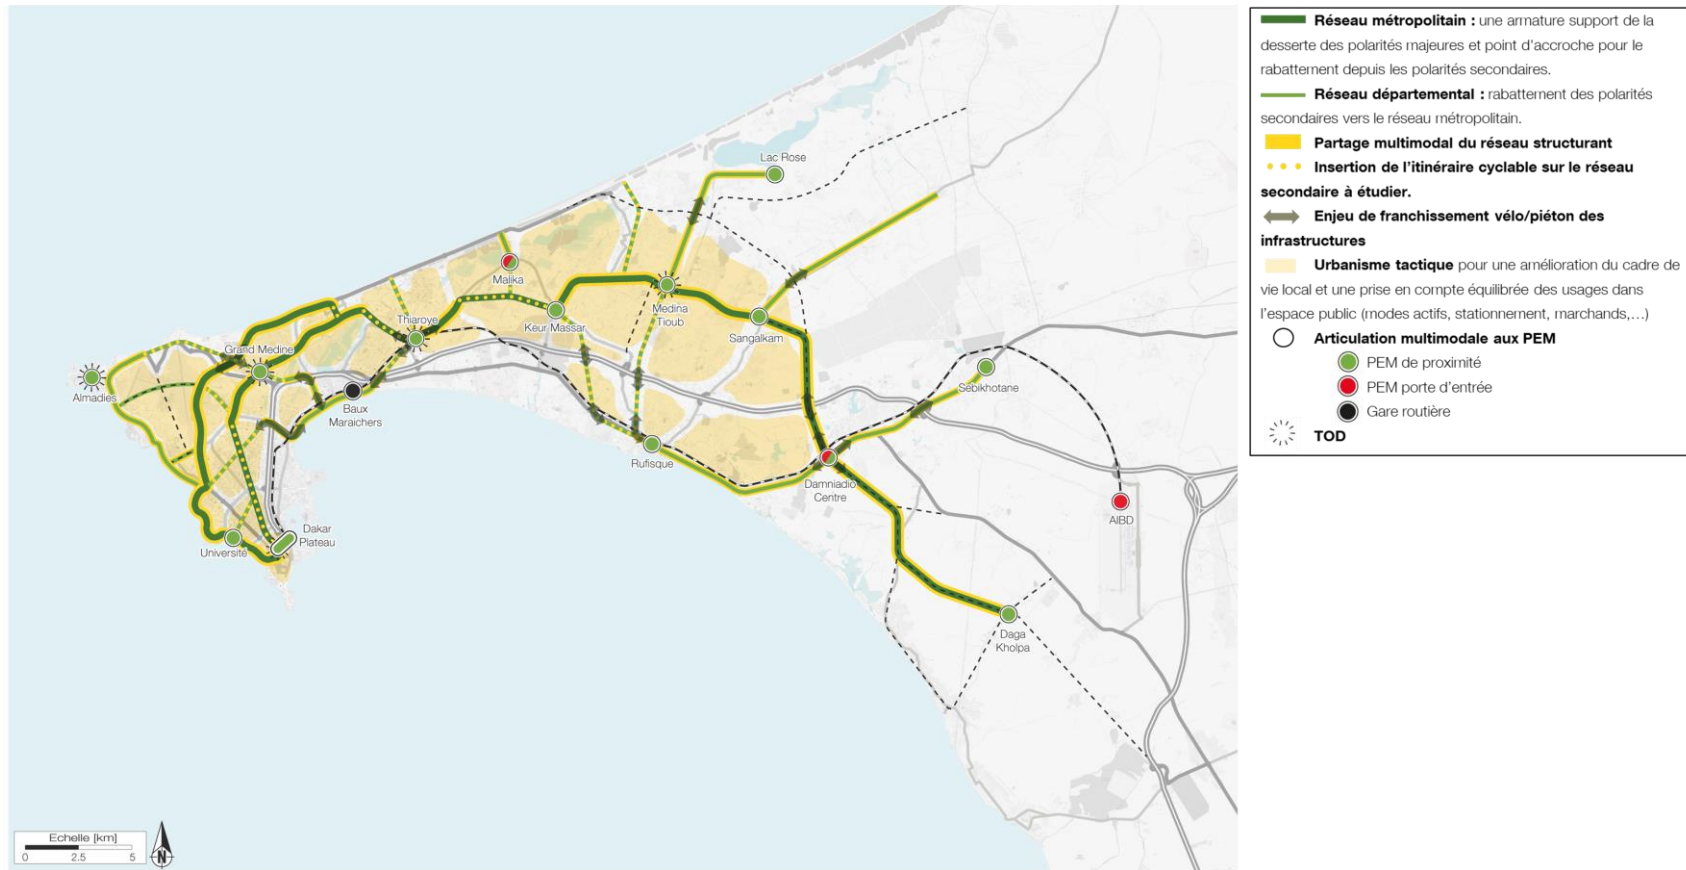 Lac Rose
Malika
Medina
Tioub
Keur Massar
Thiaroye
Sangalkam
Grand Medine
Almadies
Baux
Maraichers
Sebikhotane
Rufisque
Damniadio
Centre
AIBD
Dakar
Plateau
Université
Daga
Kholpa
Echelle [km]
0 2.5 5
N
Réseau métropolitain : une armature support de la
desserte des polarités majeures et point d'accroche pour le
rabattement depuis les polarités secondaires.
Réseau départemental : rabattement des polarités
secondaires vers le réseau métropolitain.
Partage multimodal du réseau structurant
Insertion de l'itinéraire cyclable sur le réseau
secondaire à étudier.
Enjeu de franchissement vélo/piéton des
infrastructures
Urbanisme tactique pour une amélioration du cadre de
vie local et une prise en compte équilibrée des usages dans
l'espace public (modes actifs, stationnement, marchands,...)
Articulation multimodale aux PEM
PEM de proximité
PEM porte d'entrée
Gare routière
TOD